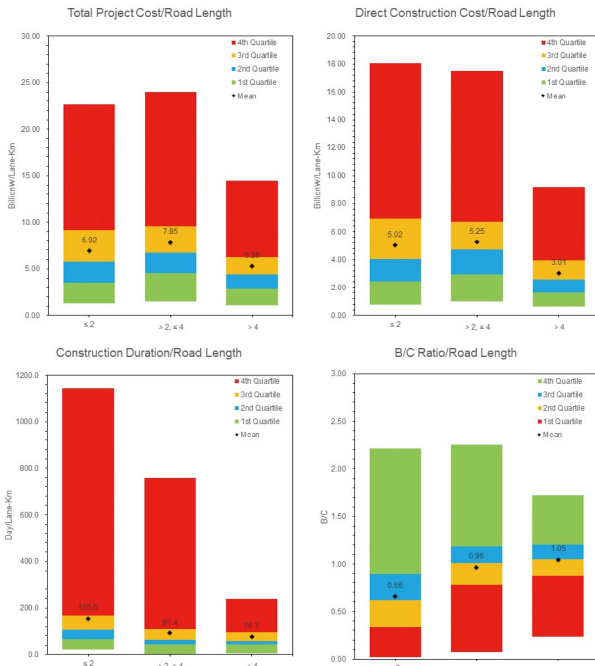 Total Project Cost/Road Length
30.00
25.00
20.00
15.00
10.00
5.00
0.00
Billion₩/Lane-Km
4th Quartile
3rd Quartile
2nd Quartile
1st Quartile
Mean
6.92
7.85
≤ 2
> 2, ≤ 4
> 4
Direct Construction Cost/Road Length
20.00
18.00
16.00
14.00
12.00
10.00
8.00
6.00
4.00
2.00
0.00
Billion₩/Lane-Km
4th Quartile
3rd Quartile
2nd Quartile
1st Quartile
Mean
5.02
5.25
3.01
≤ 2
> 2, ≤ 4
> 4
Construction Duration/Road Length
1200.0
1000.0
800.0
600.0
400.0
200.0
0.0
Day/Lane-Km
4th Quartile
3rd Quartile
2nd Quartile
1st Quartile
Mean
91.4
≤ 2
> 2, ≤ 4
> 4
B/C Ratio/Road Length
3.00
2.50
2.00
1.50
1.00
0.50
0.00
B/C
4th Quartile
3rd Quartile
2nd Quartile
1st Quartile
Mean
0.66
0.96
1.05